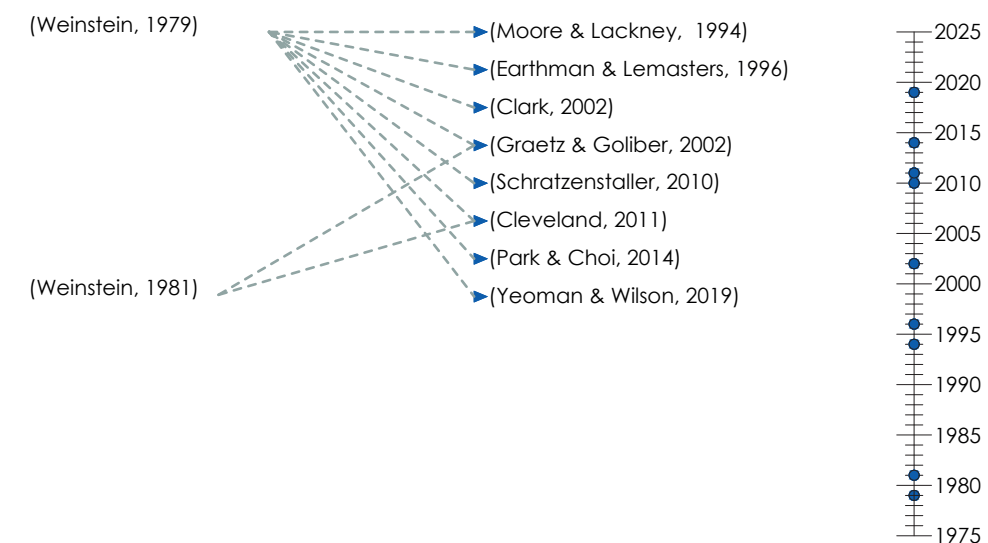 (Weinstein, 1979)
(Weinstein, 1981)
(Moore & Lackney,  1994)
(Earthman & Lemasters, 1996)
(Clark, 2002)
(Graetz & Goliber, 2002)
(Schratzenstaller, 2010)
(Cleveland, 2011)
(Park & Choi, 2014)
(Yeoman & Wilson, 2019)
2025
2020
2015
2010
2005
2000
1995
1990
1985
1980
1975